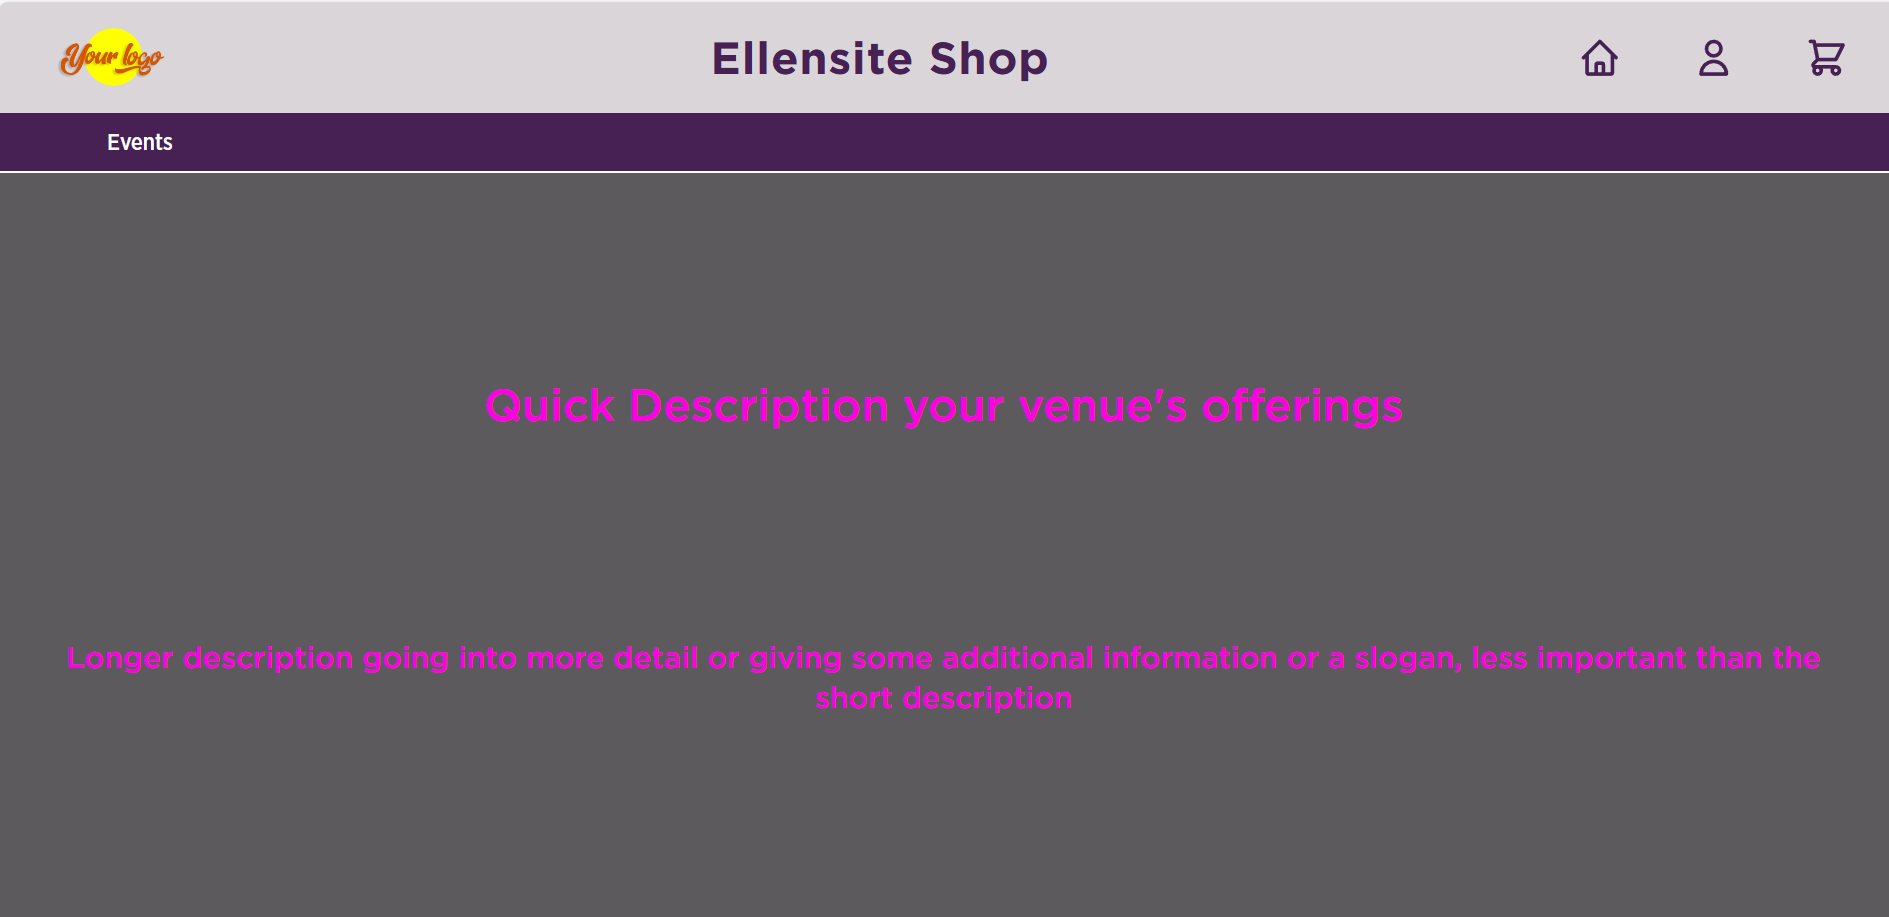 Your logo
Ellensite Shop
Events
Quick Description your venue's offerings
Longer description going into more detail or giving some additional information or a slogan, less important than the
short description